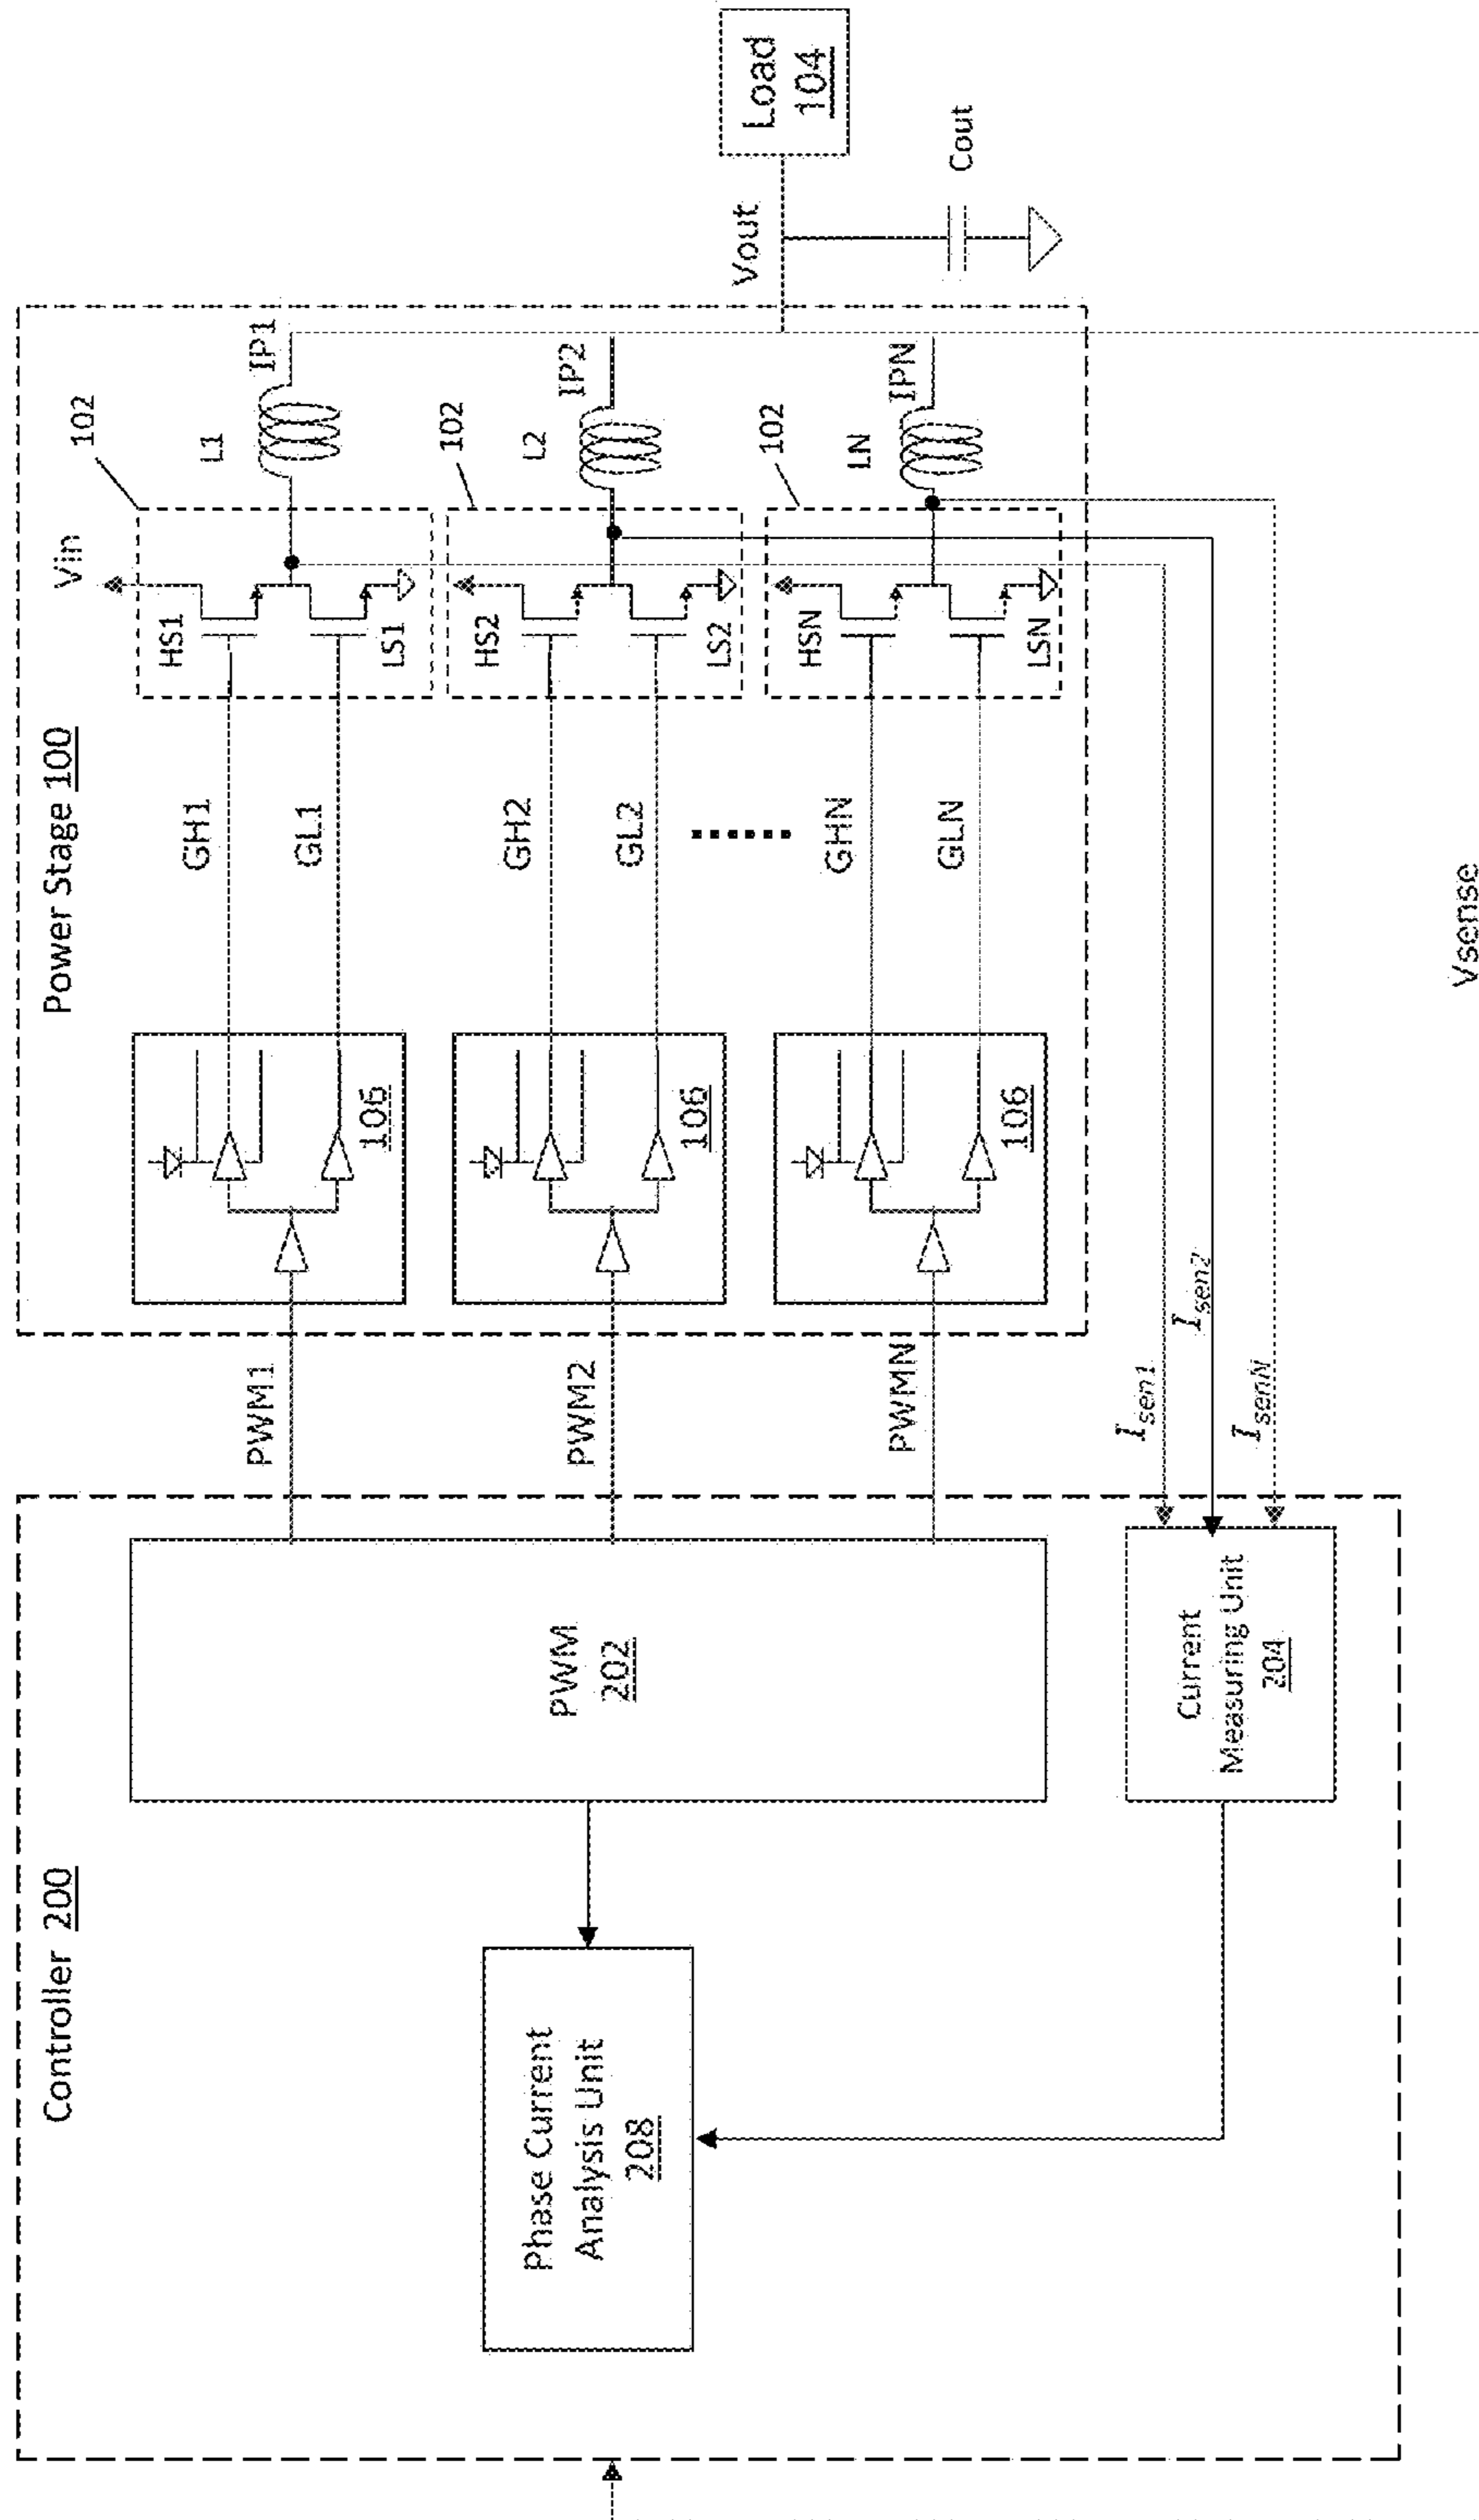 Controller 200
Phase Current
Analysis Unit
208
PWM
202
Current
Measuring Unit
204
PWM1
PWM2
PWMN
Isen1
Isen2
IsenN
Power Stage 100
106
106
106
GH1
GL1
GH2
GL2
GHN
GLN
Vin
HS1
LS1
HS2
LS2
HSN
LSN
102
102
102
L1
L2
LN
IP1
IP2
IPN
Vout
Cout
Load
104
Vsense